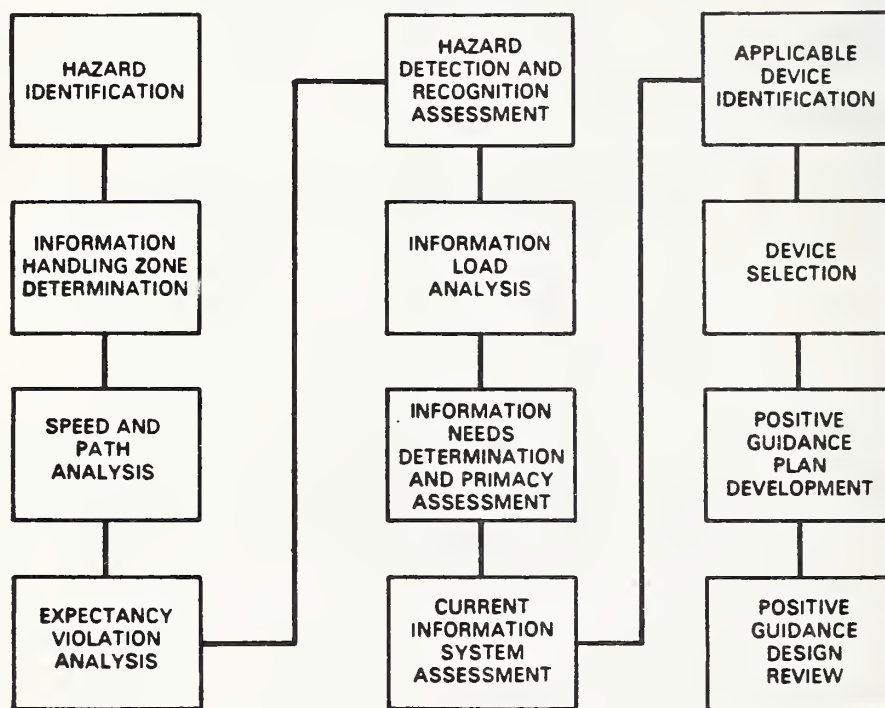 HAZARD
IDENTIFICATION
INFORMATION
HANDLING ZONE
DETERMINATION
SPEED AND
PATH
ANALYSIS
EXPECTANCY
VIOLATION
ANALYSIS
HAZARD
DETECTION AND
RECOGNITION
ASSESSMENT
INFORMATION
LOAD
ANALYSIS
INFORMATION
NEEDS
DETERMINATION
AND PRIMACY
ASSESSMENT
CURRENT
INFORMATION
SYSTEM
ASSESSMENT
APPLICABLE
DEVICE
IDENTIFICATION
DEVICE
SELECTION
POSITIVE
GUIDANCE
PLAN
DEVELOPMENT
POSITIVE
GUIDANCE
DESIGN
REVIEW